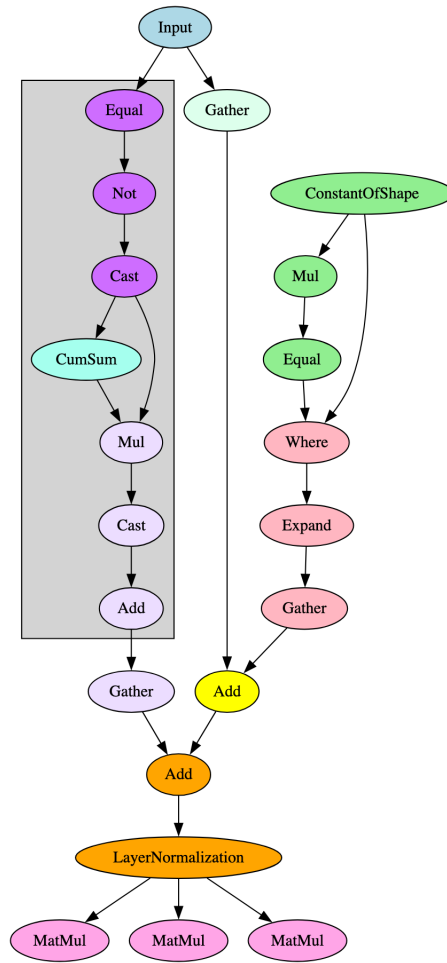 Input
Equal
Gather
Not
ConstantOfShape
Cast
Mul
CumSum
Equal
Mul
Where
Cast
Expand
Add
Gather
Gather
Add
Add
LayerNormalization
MatMul
MatMul
MatMul